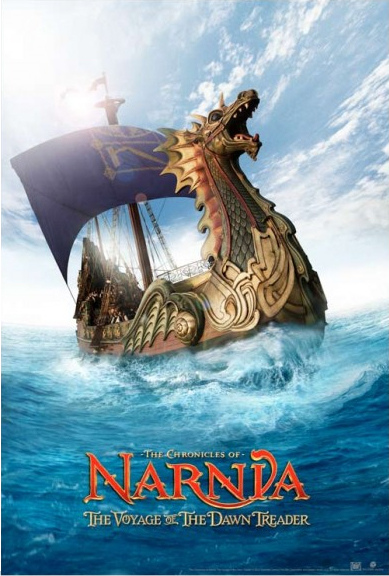 -THE CHRONICLES OF-
NARNIA
THE VOYAGE OF THE DAWN TREADER